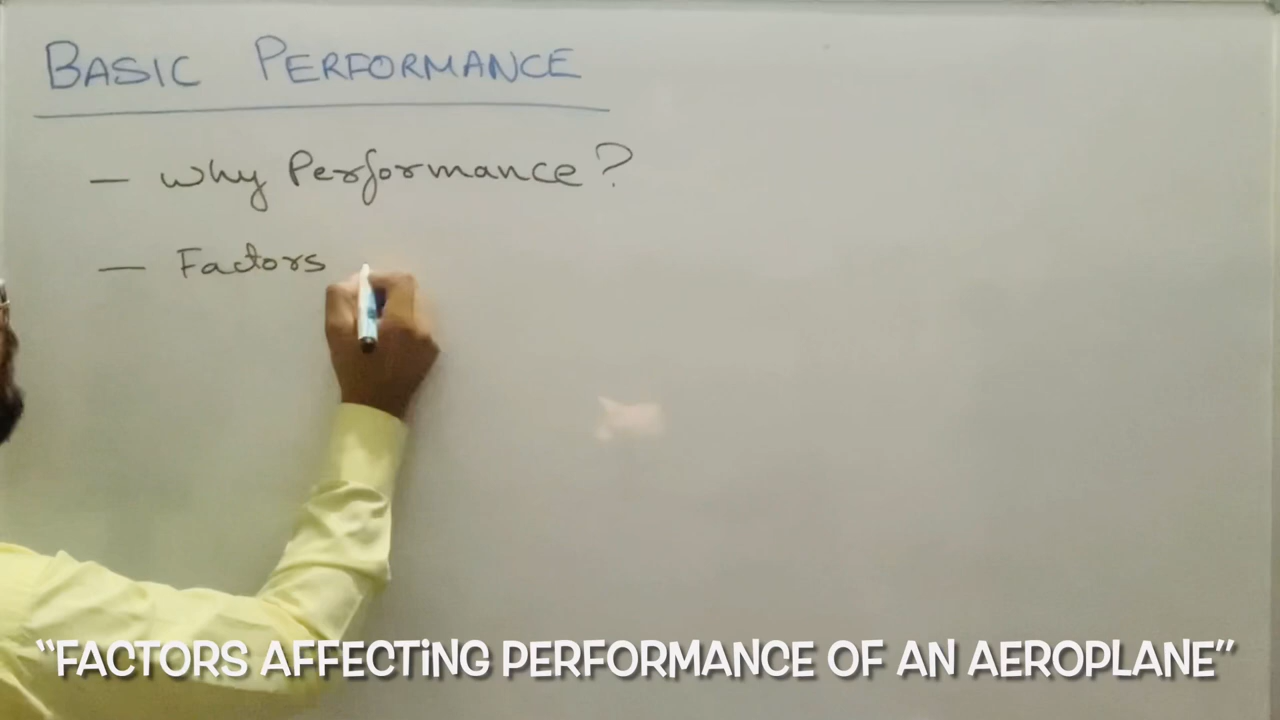 BASIC PERFORMANCE
— Why Performance?
— Factors
“FACTORS AFFECTiNG PERFORMANCE OF AN AEROPLANE”